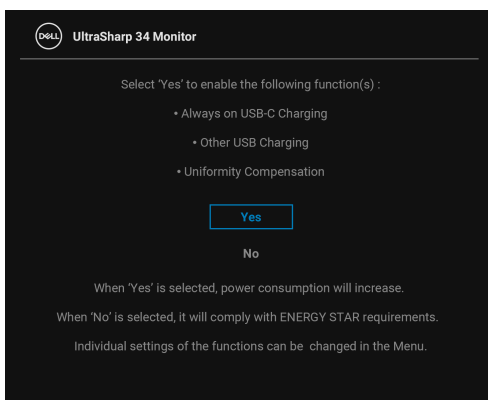 DELL
UltraSharp 34 Monitor
Select ‘Yes’ to enable the following function(s) :
• Always on USB-C Charging
• Other USB Charging
• Uniformity Compensation
Yes
No
When ‘Yes’ is selected, power consumption will increase.
When ‘No’ is selected, it will comply with ENERGY STAR requirements.
Individual settings of the functions can be changed in the Menu.